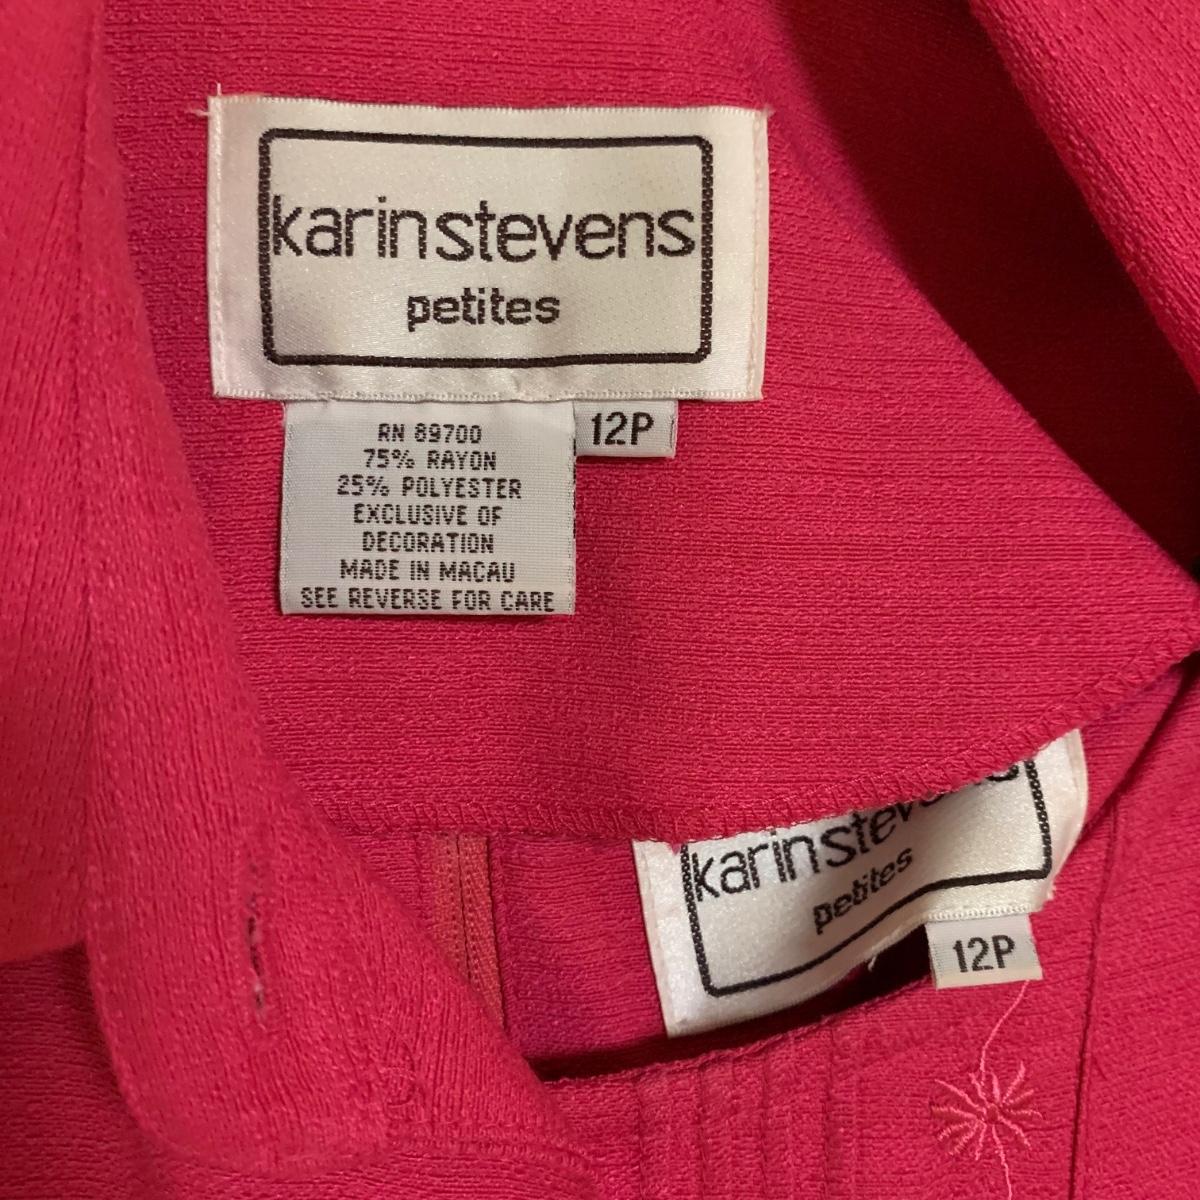 karinstevens
petites
12P
RN 89700
75% RAYON
25% POLYESTER
EXCLUSIVE OF
DECORATION
MADE IN MACAU
SEE REVERSE FOR CARE
karinstevens
petites
12P